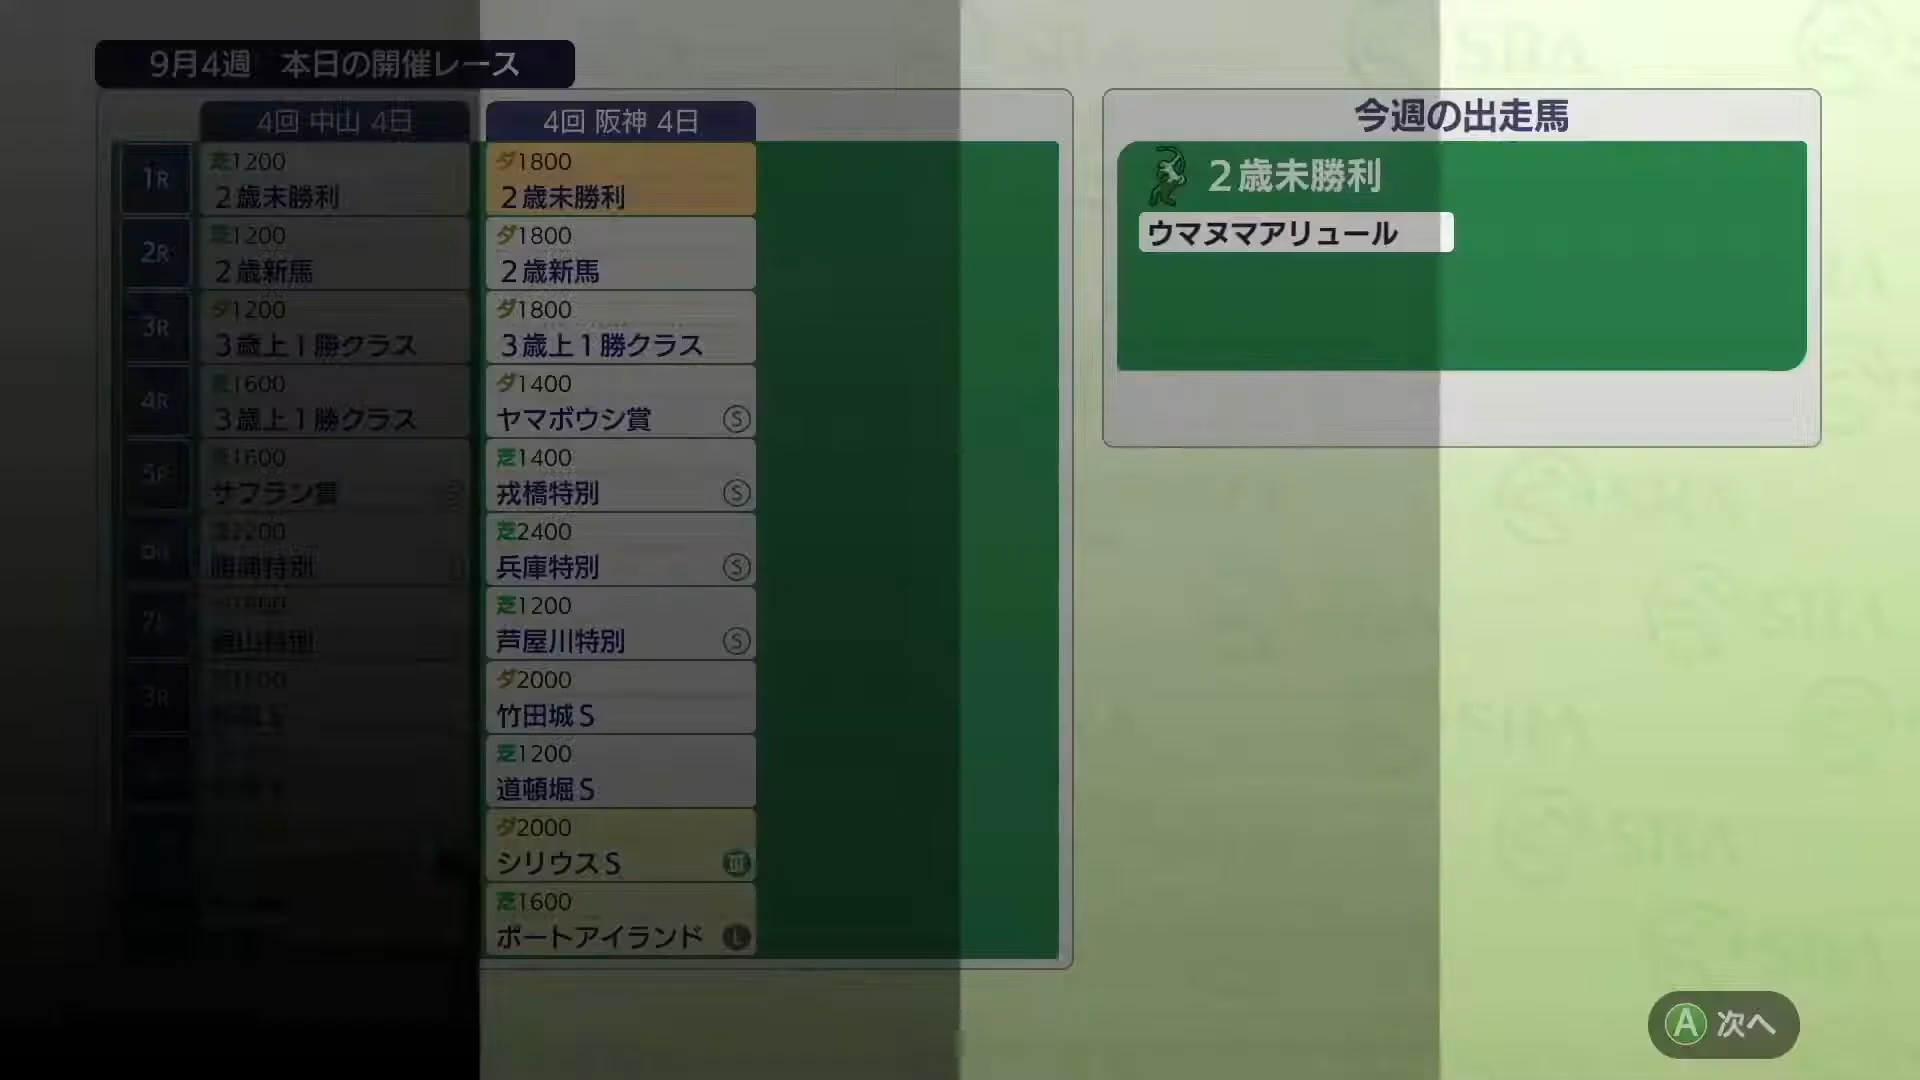 9月4週 本日の開催レース
4回 中山 4日
4回 阪神 4日
1R
芝1200
2歳未勝利
ダ1800
2歳未勝利
2R
芝1200
2歳新馬
ダ1800
2歳新馬
3R
ダ1200
3歳上1勝クラス
ダ1800
3歳上1勝クラス
4R
芝1600
3歳上1勝クラス
ダ1400
ヤマボウシ賞 Ⓢ
5R
芝1600
サフラン賞 Ⓢ
芝1400
戎橋特別 Ⓢ
芝2400
兵庫特別 Ⓢ
芝1200
芦屋川特別 Ⓢ
ダ2000
竹田城S
芝1200
道頓堀S
ダ2000
シリウスS Ⅲ
芝1600
ポートアイランド L
今週の出走馬
2歳未勝利
ウマヌマアリュール
A 次へ